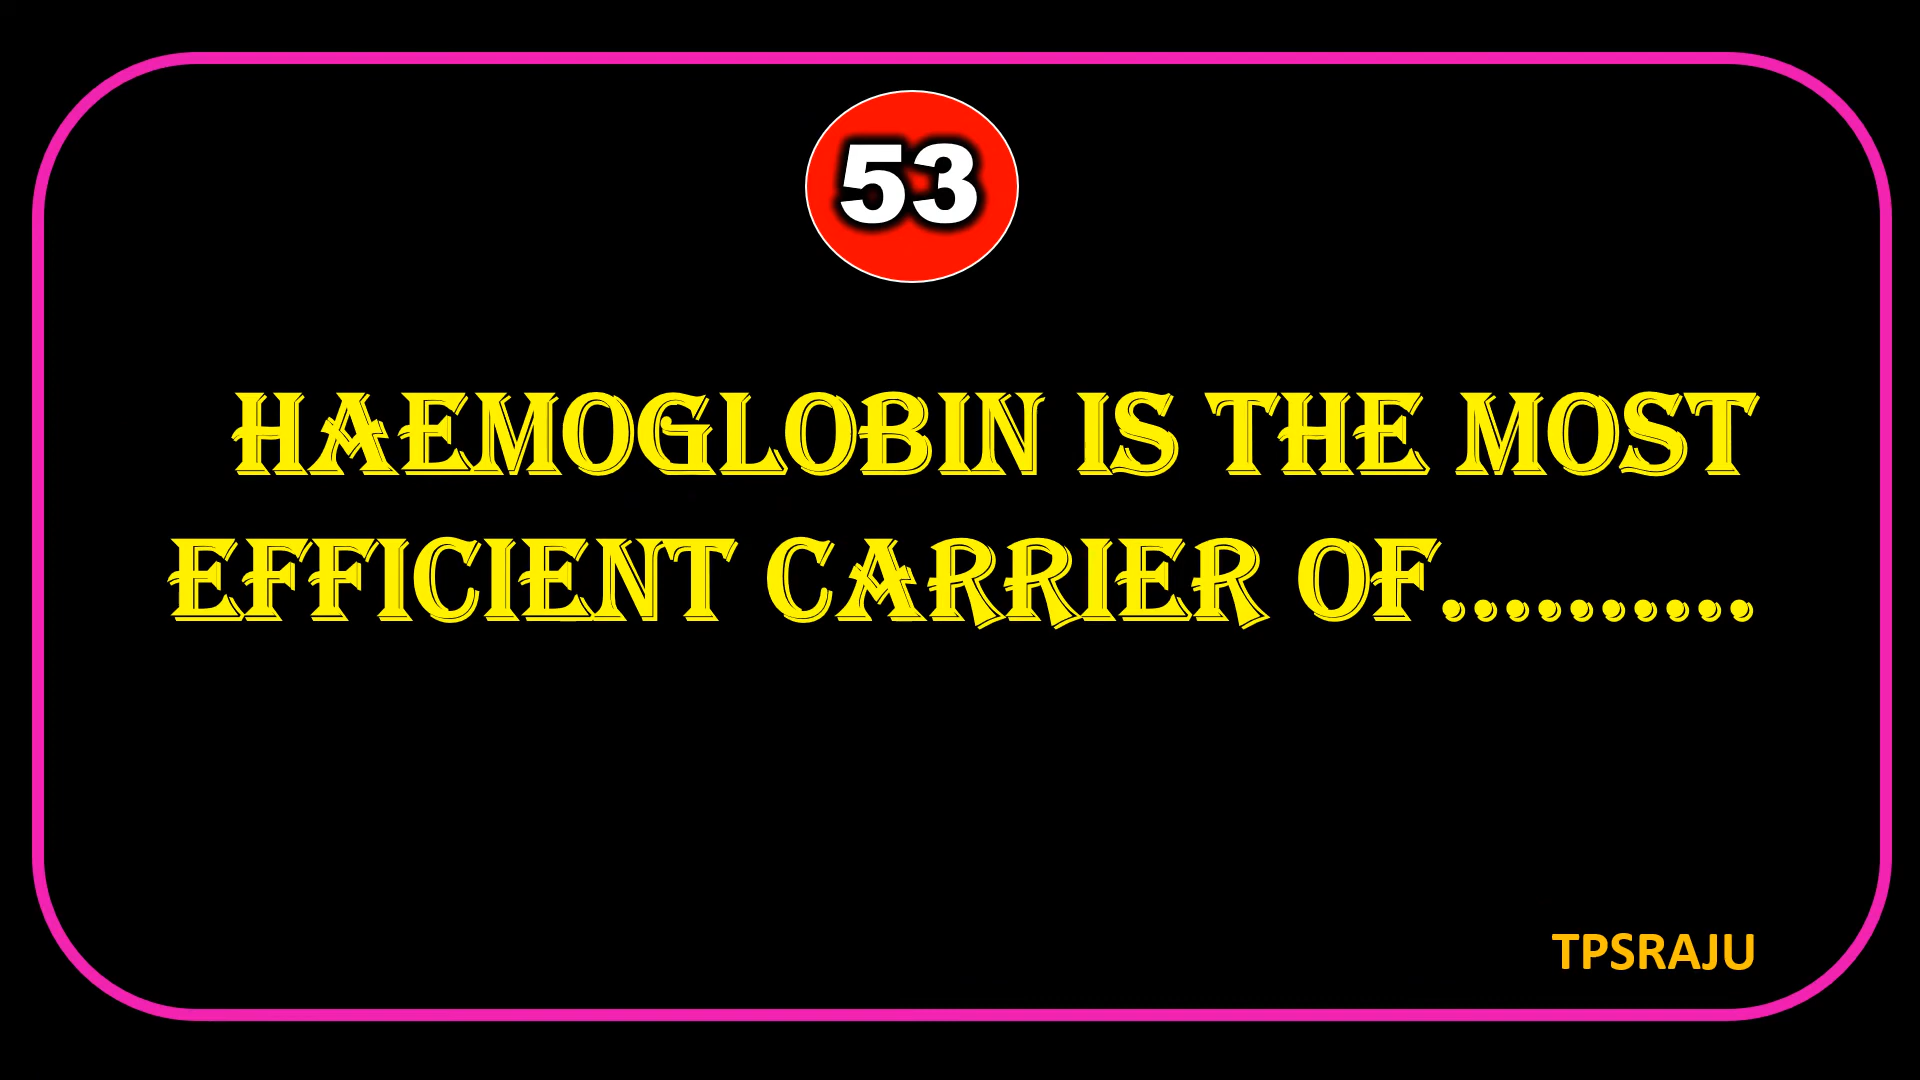 53
HAEMOGLOBIN IS THE MOST
EFFICIENT CARRIER OF..........
TPSRAJU